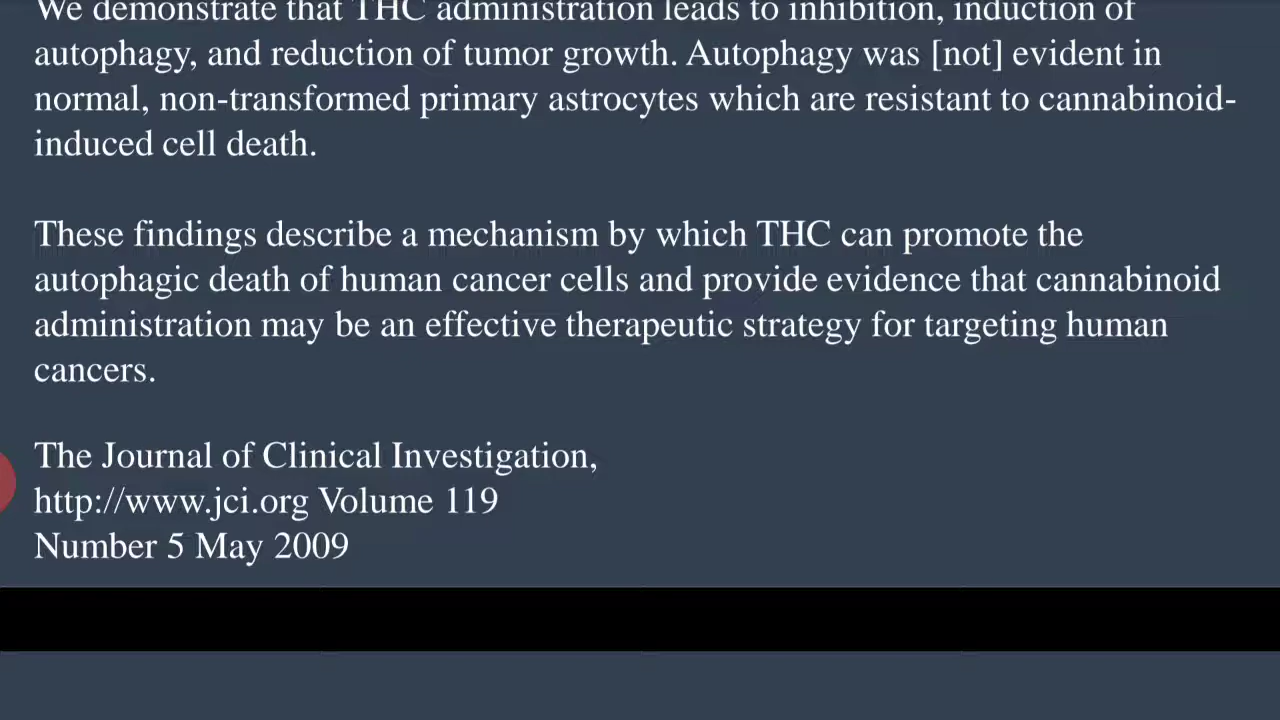 We demonstrate that THC administration leads to inhibition, induction of
autophagy, and reduction of tumor growth. Autophagy was [not] evident in
normal, non-transformed primary astrocytes which are resistant to cannabinoid-
induced cell death.
These findings describe a mechanism by which THC can promote the
autophagic death of human cancer cells and provide evidence that cannabinoid
administration may be an effective therapeutic strategy for targeting human
cancers.
The Journal of Clinical Investigation,
http://www.jci.org Volume 119
Number 5 May 2009